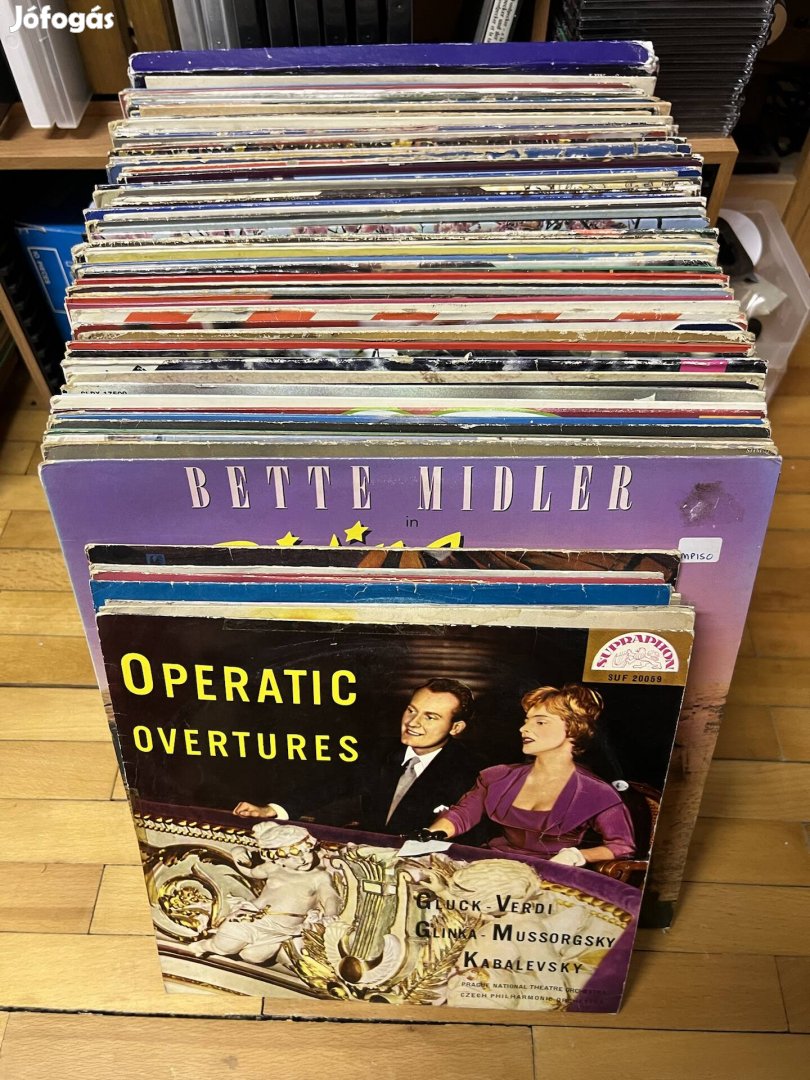 Jófogás
BETTE MIDLER
in
MP150
SUPRAPHON
SUF 20059
OPERATIC
OVERTURES
GLUCK - VERDI
GLINKA - MUSSORGSKY
KABALEVSKY
PRAGUE NATIONAL THEATRE ORCHESTRA
CZECH PHILHARMONIC ORCHESTRA